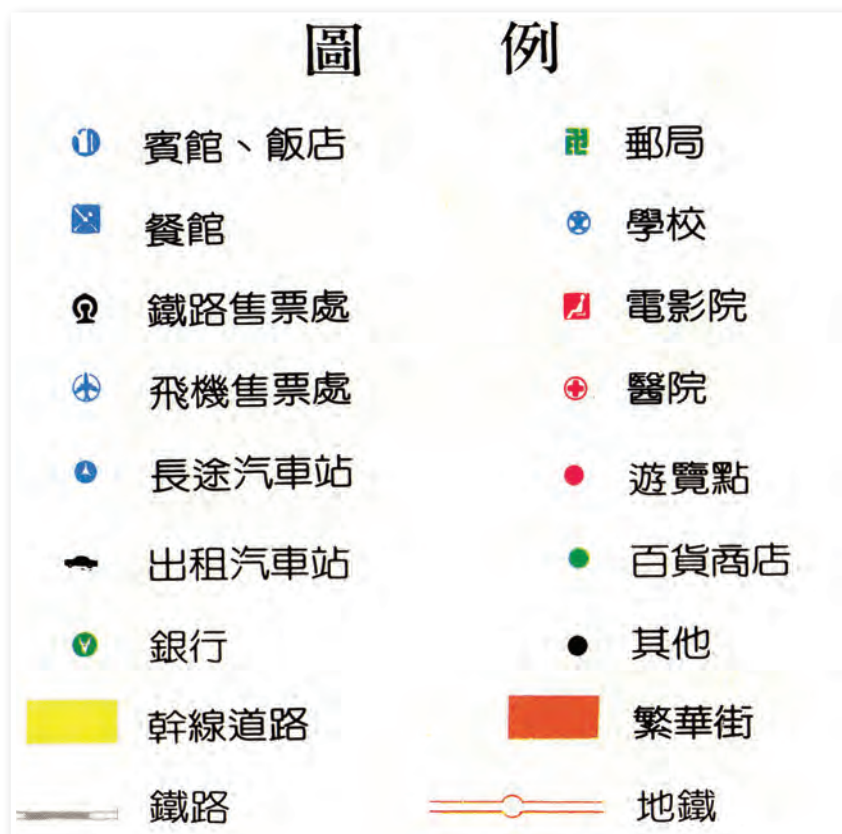 圖 例
賓館、飯店 郵局
餐館 學校
鐵路售票處 電影院
飛機售票處 醫院
長途汽車站 遊覽點
出租汽車站 百貨商店
銀行 其他
幹線道路 繁華街
鐵路 地鐵